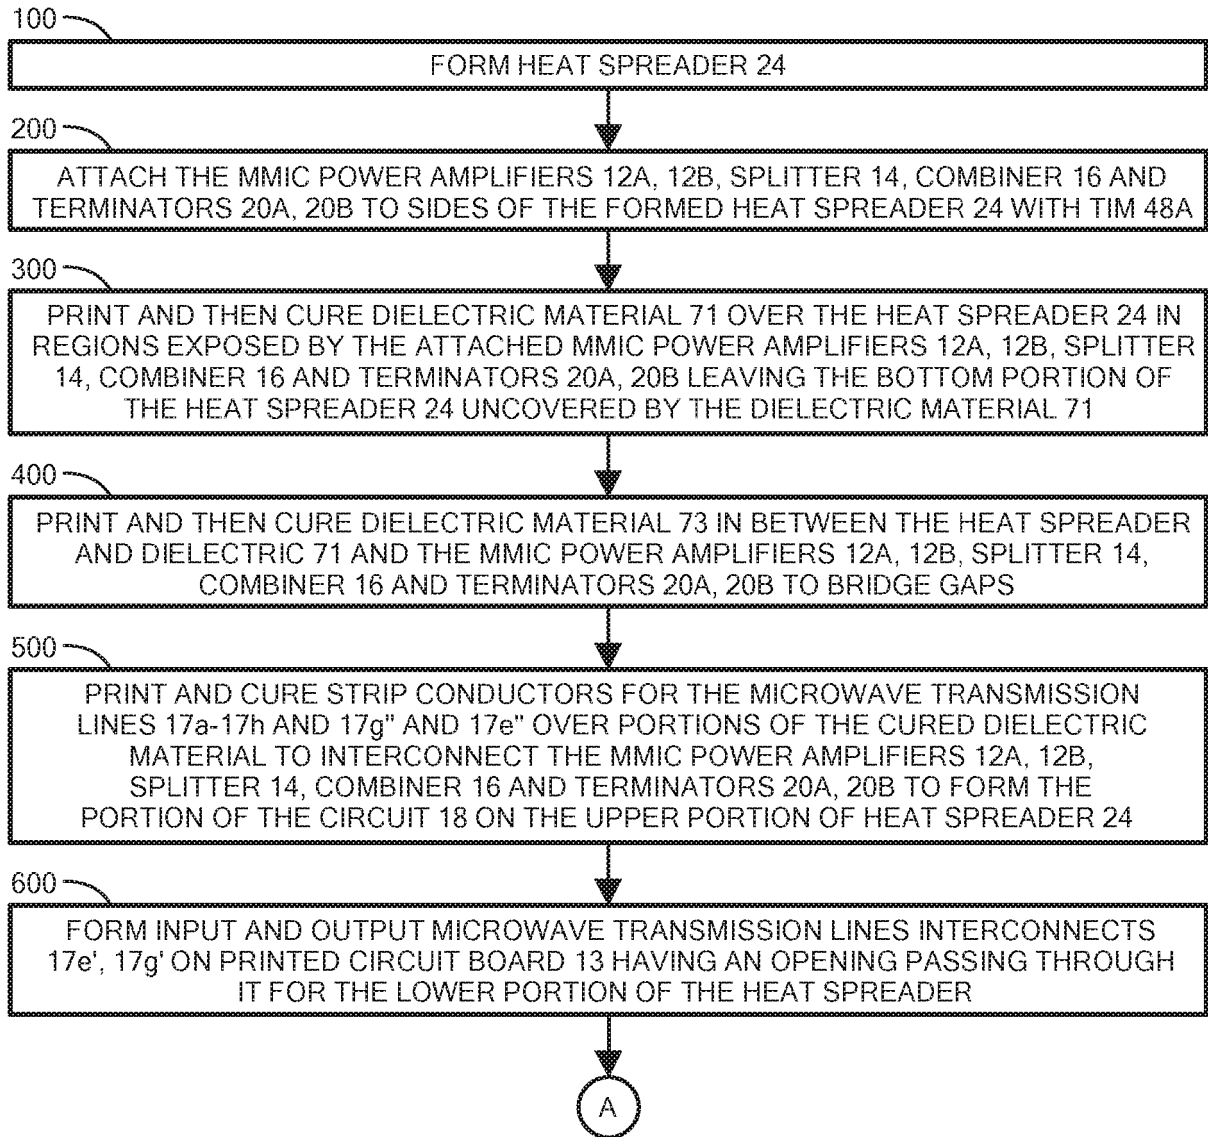 100
FORM HEAT SPREADER 24
200
ATTACH THE MMIC POWER AMPLIFIERS 12A, 12B, SPLITTER 14, COMBINER 16 AND
TERMINATORS 20A, 20B TO SIDES OF THE FORMED HEAT SPREADER 24 WITH TIM 48A
300
PRINT AND THEN CURE DIELECTRIC MATERIAL 71 OVER THE HEAT SPREADER 24 IN
REGIONS EXPOSED BY THE ATTACHED MMIC POWER AMPLIFIERS 12A, 12B, SPLITTER
14, COMBINER 16 AND TERMINATORS 20A, 20B LEAVING THE BOTTOM PORTION OF
THE HEAT SPREADER 24 UNCOVERED BY THE DIELECTRIC MATERIAL 71
400
PRINT AND THEN CURE DIELECTRIC MATERIAL 73 IN BETWEEN THE HEAT SPREADER
AND DIELECTRIC 71 AND THE MMIC POWER AMPLIFIERS 12A, 12B, SPLITTER 14,
COMBINER 16 AND TERMINATORS 20A, 20B TO BRIDGE GAPS
500
PRINT AND CURE STRIP CONDUCTORS FOR THE MICROWAVE TRANSMISSION
LINES 17a-17h AND 17g" AND 17e" OVER PORTIONS OF THE CURED DIELECTRIC
MATERIAL TO INTERCONNECT THE MMIC POWER AMPLIFIERS 12A, 12B,
SPLITTER 14, COMBINER 16 AND TERMINATORS 20A, 20B TO FORM THE
PORTION OF THE CIRCUIT 18 ON THE UPPER PORTION OF HEAT SPREADER 24
600
FORM INPUT AND OUTPUT MICROWAVE TRANSMISSION LINES INTERCONNECTS
17e', 17g' ON PRINTED CIRCUIT BOARD 13 HAVING AN OPENING PASSING THROUGH
IT FOR THE LOWER PORTION OF THE HEAT SPREADER
A